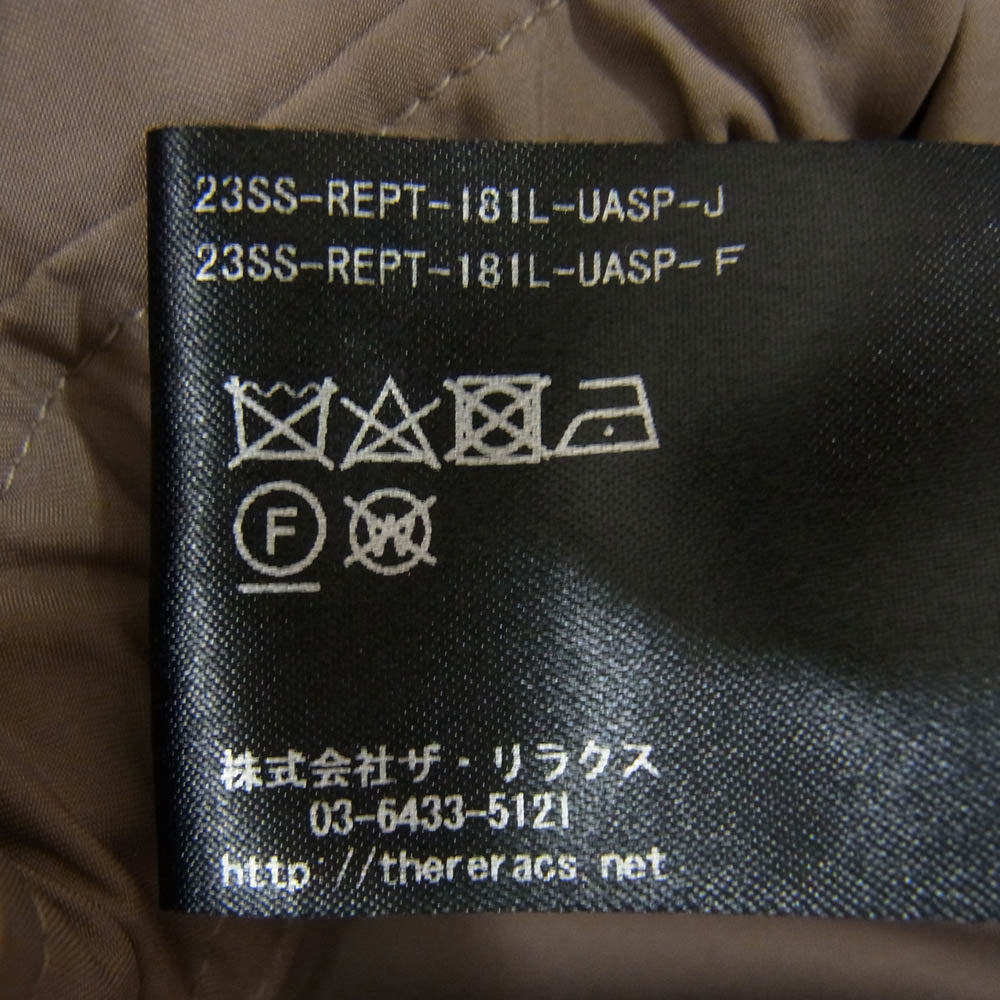 23SS-REPT-181L-UASP-J
23SS-REPT-181L-UASP-F
F
W
株式会社ザ・リラクス
03-6433-5121
http //thereracs net